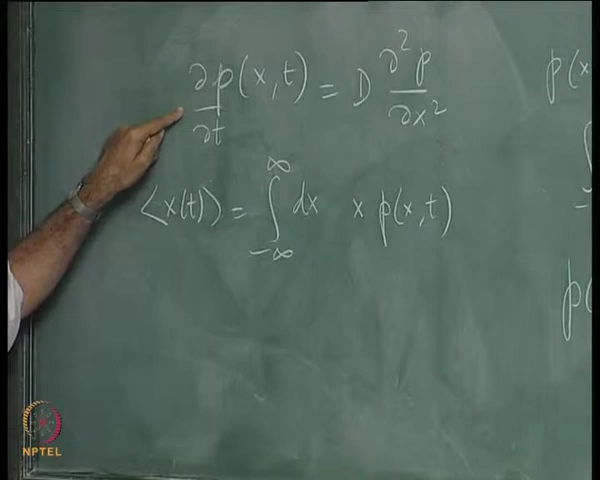 ∂p(x,t)/∂t = D ∂²p/∂x²
⟨x(t)⟩ = ∫_{-∞}^{∞} dx x p(x,t)
p(x
∫
p(
NPTEL